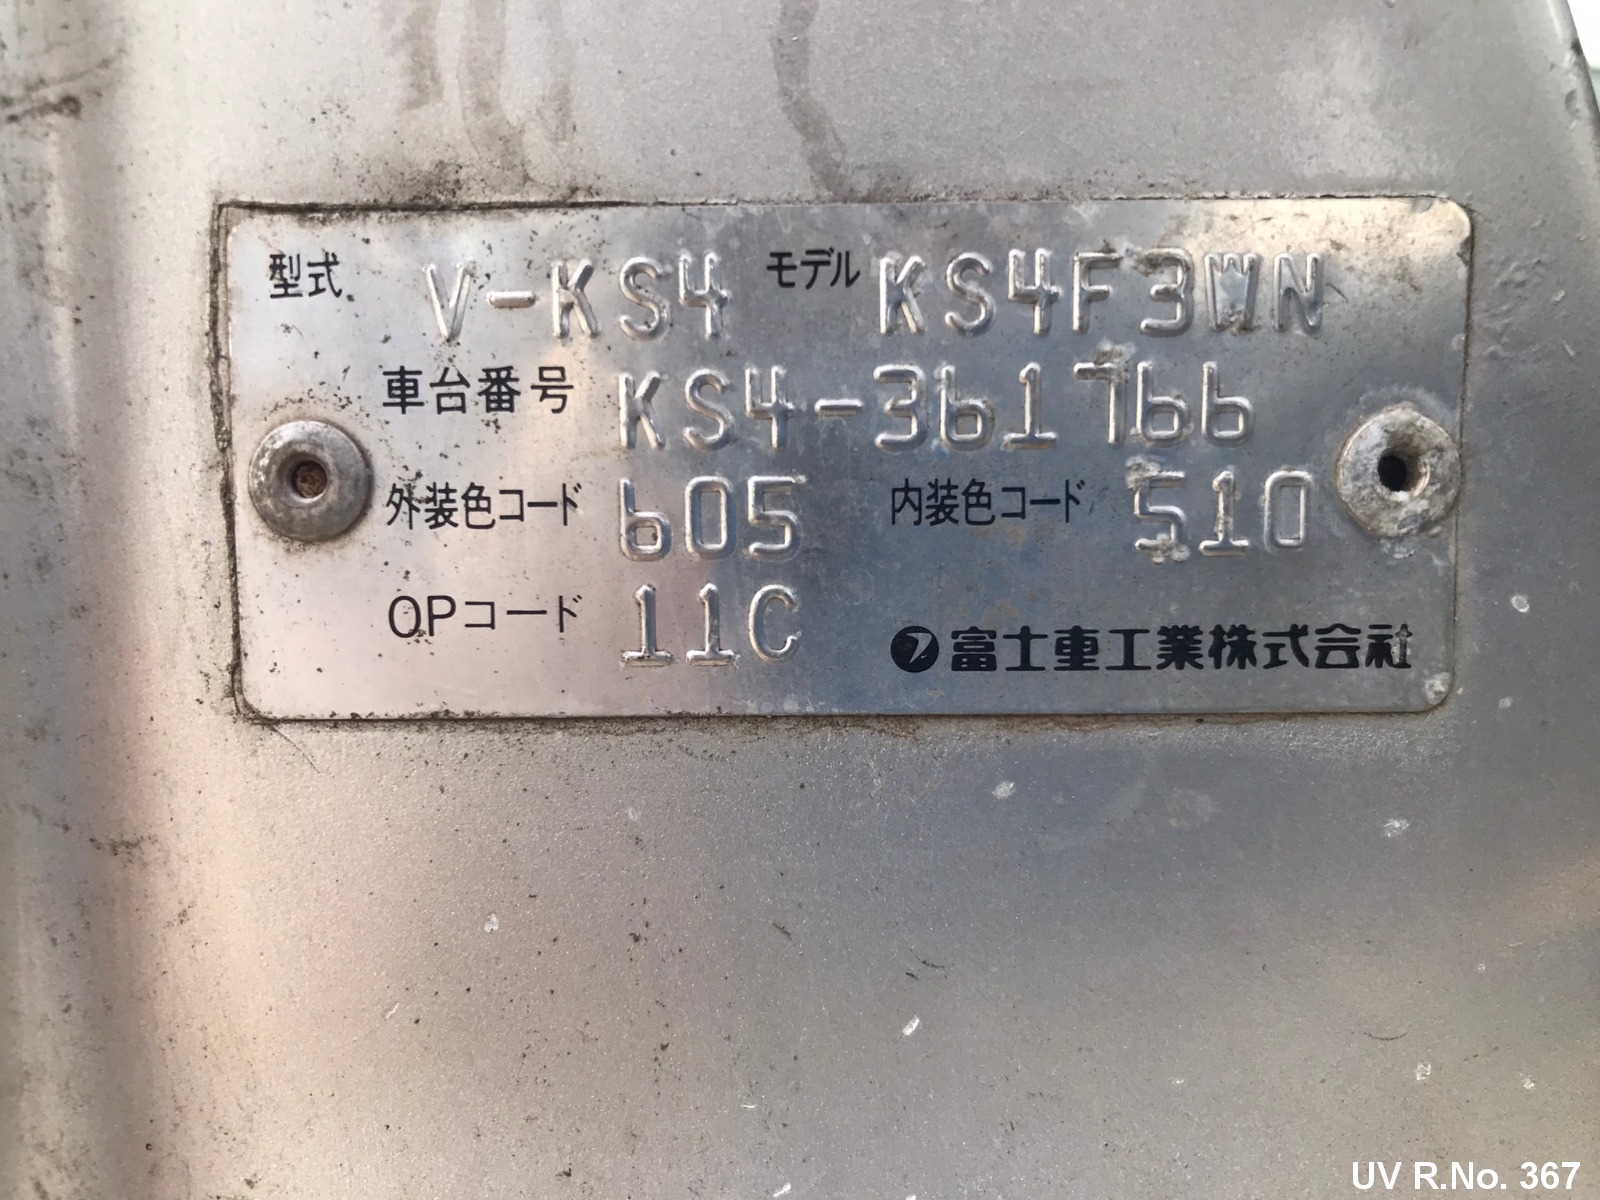 型式 V-KS4 モデル KS4F3WN
車台番号 KS4-361766
外装色コード 605 内装色コード 510
OPコード 11C
富士重工業株式会社
UV R.No. 367